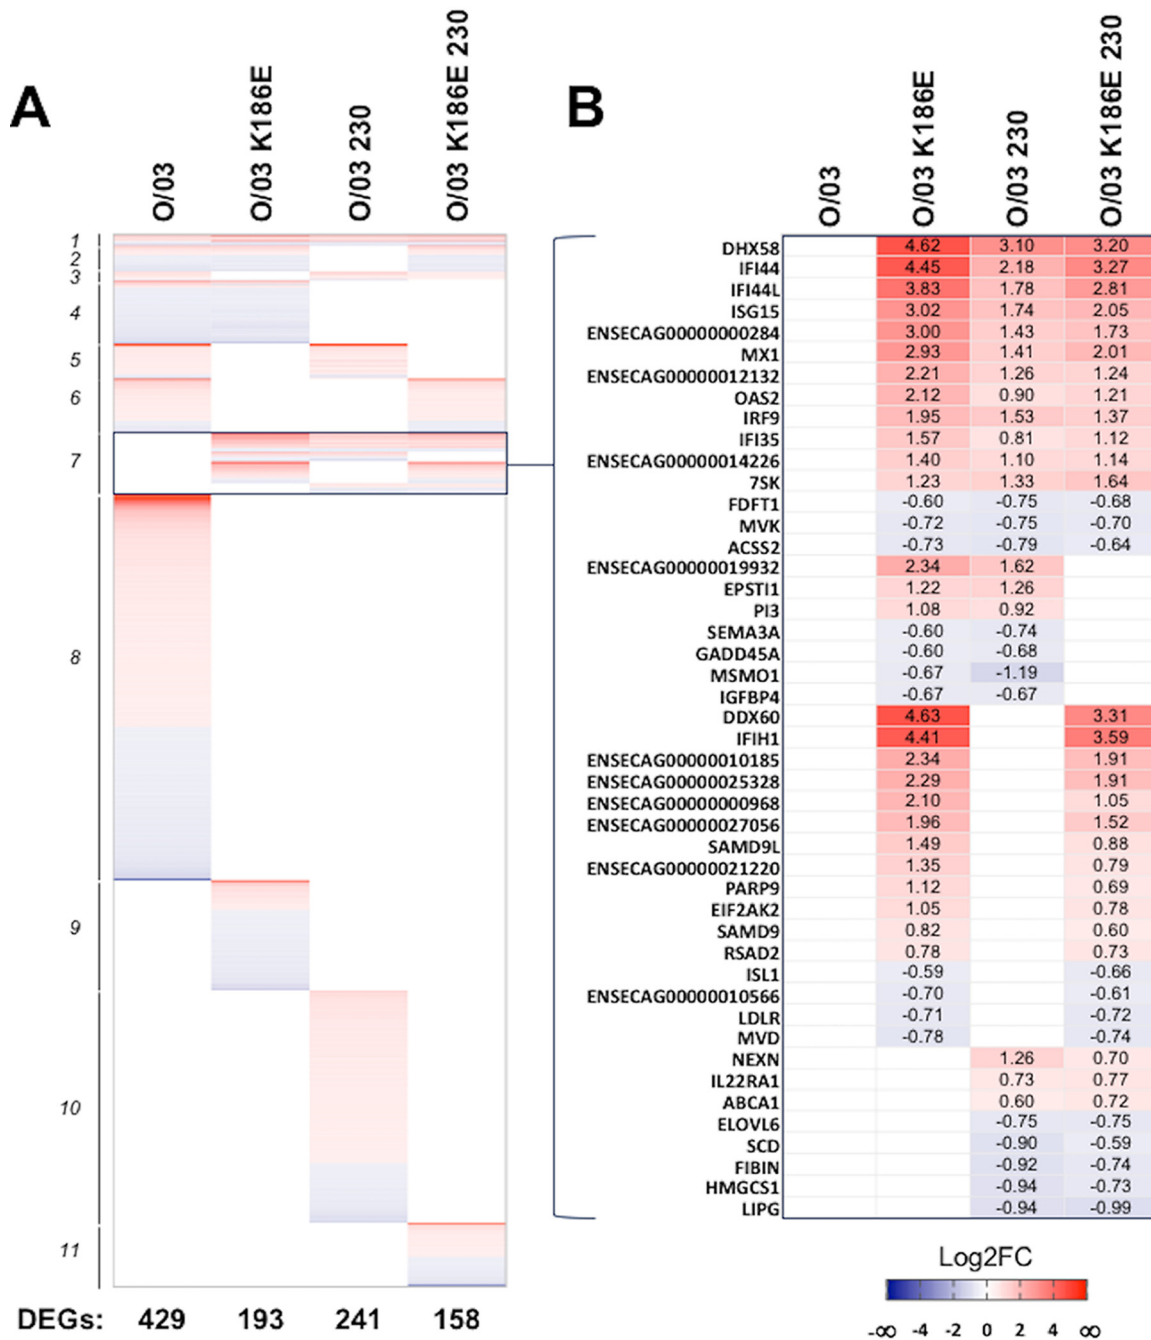 A
O/03
O/03 K186E
O/03 230
O/03 K186E 230
1
2
3
4
5
6
7
8
9
10
11
DEGs: 429 193 241 158
B
O/03
O/03 K186E
O/03 230
O/03 K186E 230
DHX58 4.62 3.10 3.20
IFI44 4.45 2.18 3.27
IFI44L 3.83 1.78 2.81
ISG15 3.02 1.74 2.05
ENSECAG00000000284 3.00 1.43 1.73
MX1 2.93 1.41 2.01
ENSECAG00000012132 2.21 1.26 1.24
OAS2 2.12 0.90 1.21
IRF9 1.95 1.53 1.37
IFI35 1.57 0.81 1.12
ENSECAG00000014226 1.40 1.10 1.14
7SK 1.23 1.33 1.64
FDFT1 -0.60 -0.75 -0.68
MVK -0.72 -0.75 -0.70
ACSS2 -0.73 -0.79 -0.64
ENSECAG00000019932 2.34 1.62
EPSTI1 1.22 1.26
PI3 1.08 0.92
SEMA3A -0.60 -0.74
GADD45A -0.60 -0.68
MSMO1 -0.67 -1.19
IGFBP4 -0.67 -0.67
DDX60 4.63 3.31
IFIH1 4.41 3.59
ENSECAG00000010185 2.34 1.91
ENSECAG00000025328 2.29 1.91
ENSECAG00000000968 2.10 1.05
ENSECAG00000027056 1.96 1.52
SAMD9L 1.49 0.88
ENSECAG00000021220 1.35 0.79
PARP9 1.12 0.69
EIF2AK2 1.05 0.78
SAMD9 0.82 0.60
RSAD2 0.78 0.73
ISL1 -0.59 -0.66
ENSECAG00000010566 -0.70 -0.61
LDLR -0.71 -0.72
MVD -0.78 -0.74
NEXN 1.26 0.70
IL22RA1 0.73 0.77
ABCA1 0.60 0.72
ELOVL6 -0.75 -0.75
SCD -0.90 -0.59
FIBIN -0.92 -0.74
HMGCS1 -0.94 -0.73
LIPG -0.94 -0.99
Log2FC
-∞ -4 -2 0 2 4 ∞